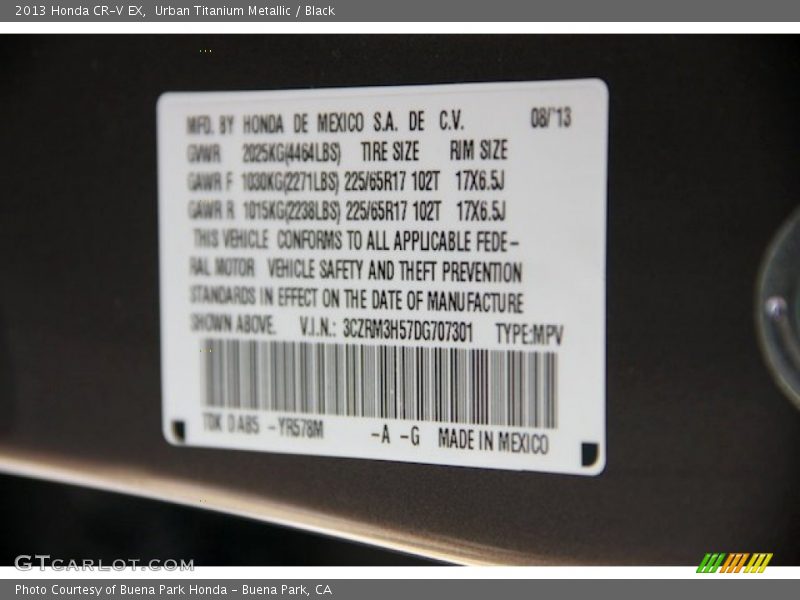 2013 Honda CR-V EX,  Urban Titanium Metallic / Black
MFD. BY HONDA DE MEXICO S.A. DE C.V. 08/'13
GVWR 2025KG(4464LBS) TIRE SIZE RIM SIZE
GAWR F 1030KG(2271LBS) 225/65R17 102T 17X6.5J
GAWR R 1015KG(2238LBS) 225/65R17 102T 17X6.5J
THIS VEHICLE CONFORMS TO ALL APPLICABLE FEDE-
RAL MOTOR VEHICLE SAFETY AND THEFT PREVENTION
STANDARDS IN EFFECT ON THE DATE OF MANUFACTURE
SHOWN ABOVE. V.I.N.: 3CZRM3H57DG707301 TYPE:MPV
TDK 0 AB5 -YR578M -A -G MADE IN MEXICO
GTCARLOT.COM
Photo Courtesy of Buena Park Honda - Buena Park, CA